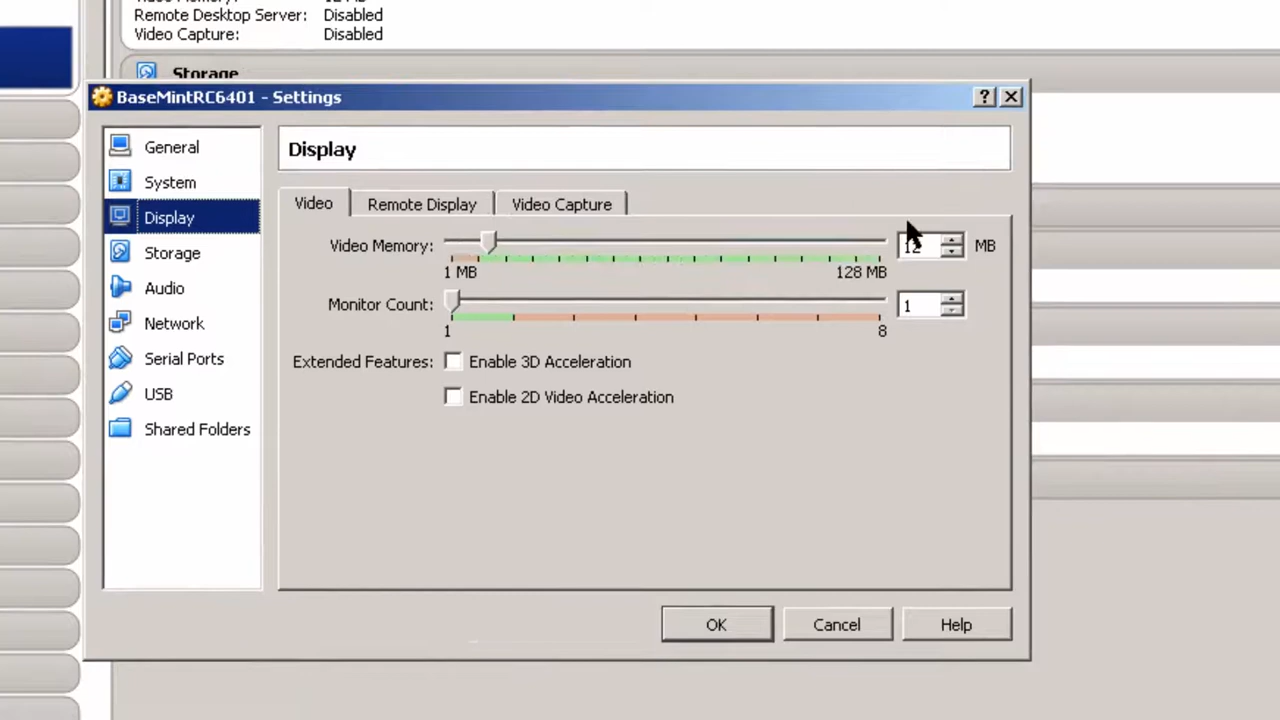 Remote Desktop Server: Disabled
Video Capture: Disabled
Storage
BaseMintRC6401 - Settings
General
System
Display
Storage
Audio
Network
Serial Ports
USB
Shared Folders
Display
Video Remote Display Video Capture
Video Memory: 12 MB
1 MB 128 MB
Monitor Count: 1
1 8
Extended Features: Enable 3D Acceleration
Enable 2D Video Acceleration
OK Cancel Help